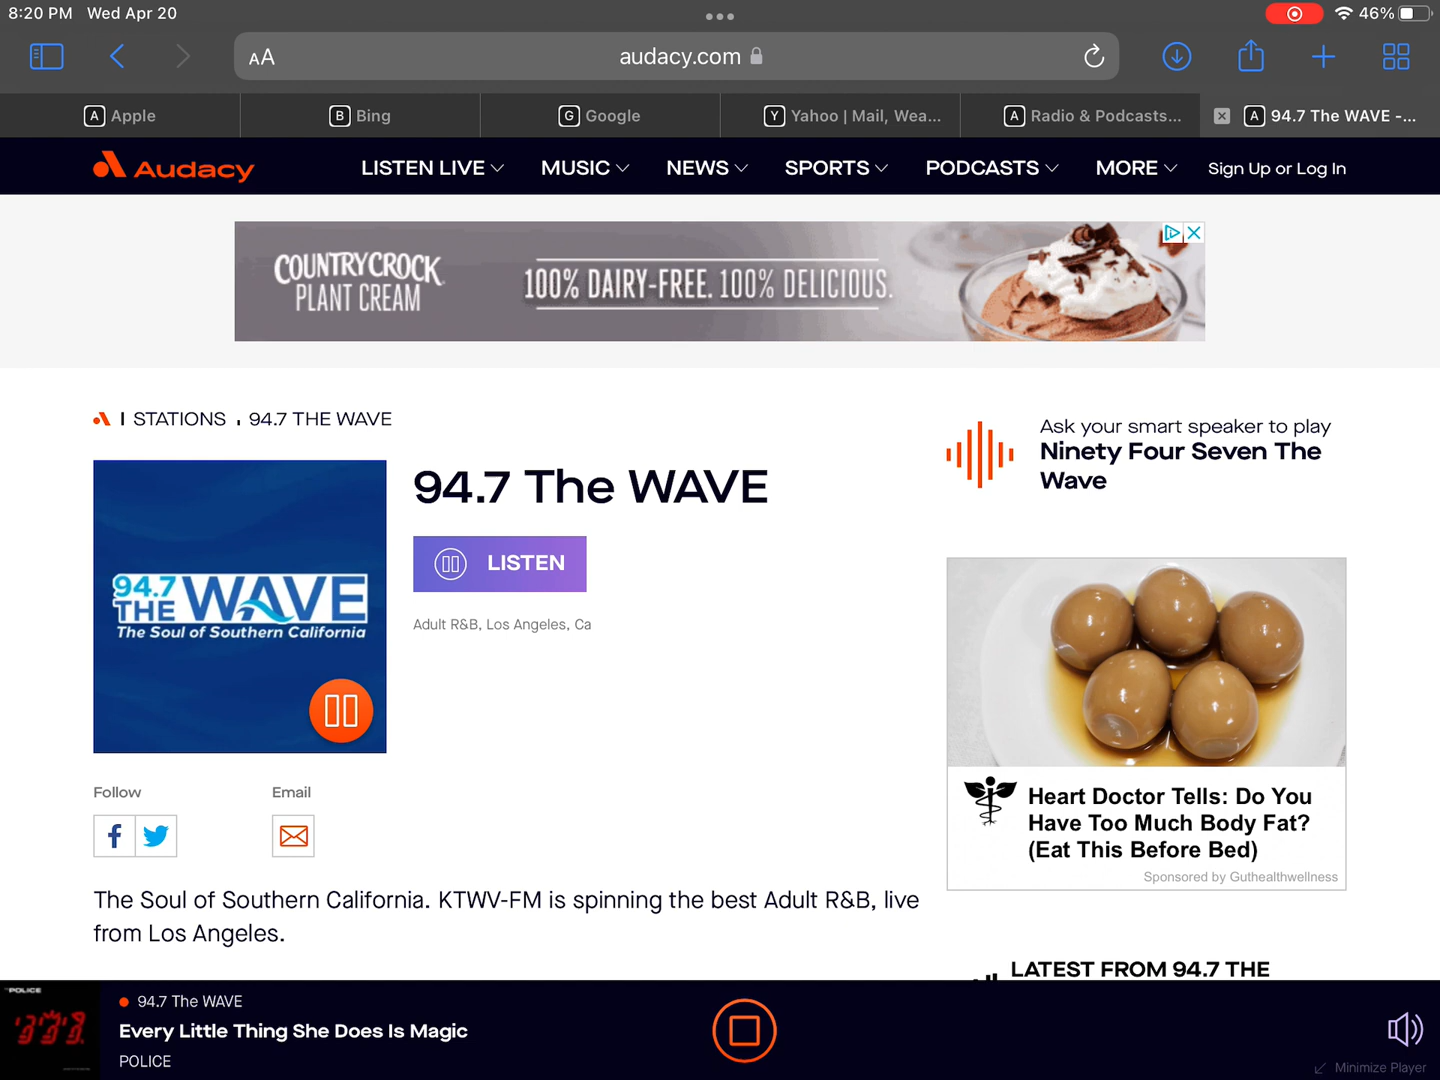 8:20 PM Wed Apr 20
46%
AA
audacy.com
A Apple
B Bing
G Google
Y Yahoo | Mail, Wea...
A Radio & Podcasts...
A 94.7 The WAVE -...
Audacy
LISTEN LIVE
MUSIC
NEWS
SPORTS
PODCASTS
MORE
Sign Up or Log In
COUNTRY CROCK
PLANT CREAM
100% DAIRY-FREE. 100% DELICIOUS.
STATIONS
94.7 THE WAVE
Ask your smart speaker to play
Ninety Four Seven The
Wave
94.7 The WAVE
LISTEN
Adult R&B, Los Angeles, Ca
94.7
THE WAVE
The Soul of Southern California
Follow
Email
Heart Doctor Tells: Do You
Have Too Much Body Fat?
(Eat This Before Bed)
Sponsored by Guthealthwellness
The Soul of Southern California. KTWV-FM is spinning the best Adult R&B, live
from Los Angeles.
LATEST FROM 94.7 THE
POLICE
94.7 The WAVE
Every Little Thing She Does Is Magic
POLICE
Minimize Player